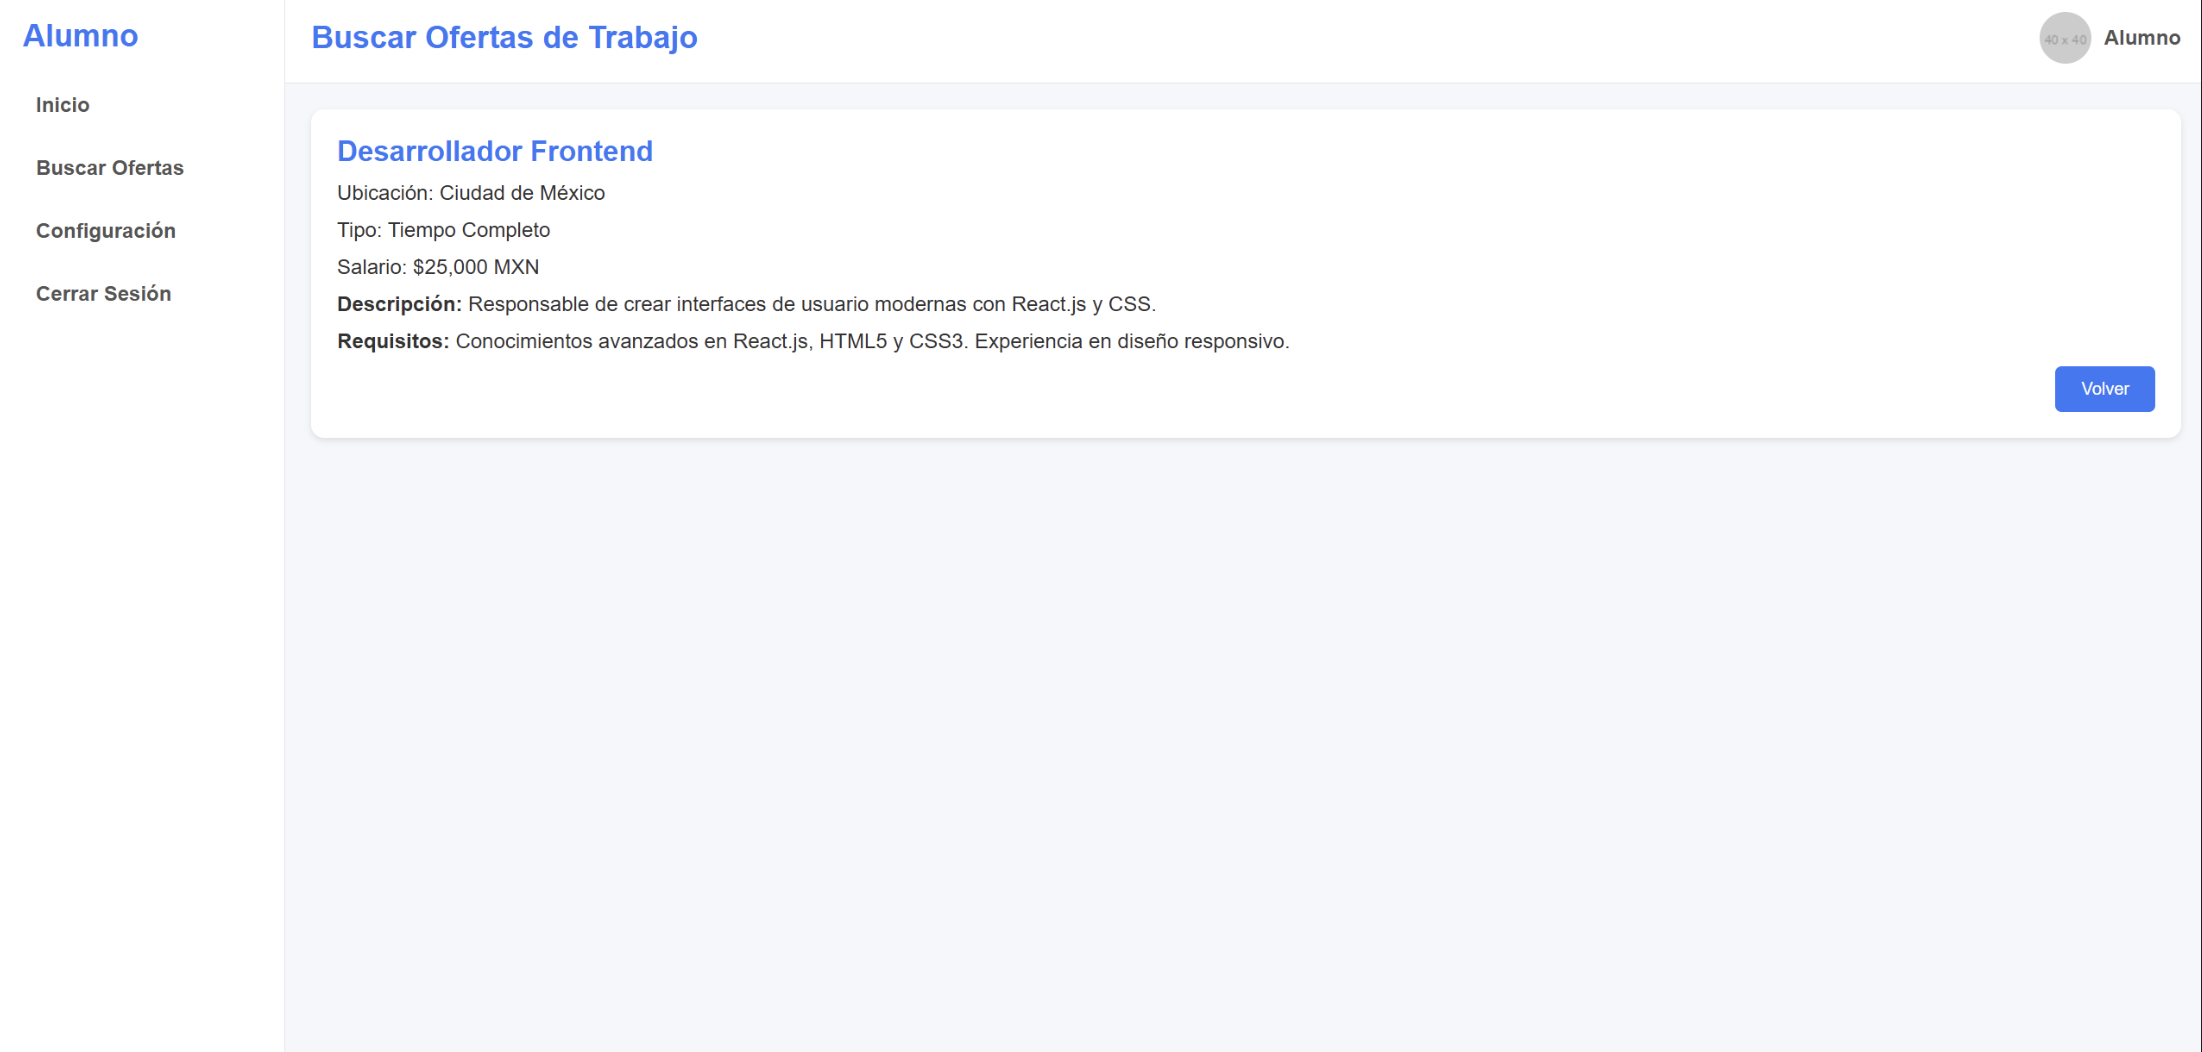 Alumno
Inicio
Buscar Ofertas
Configuración
Cerrar Sesión
Buscar Ofertas de Trabajo
40 x 40
Alumno
Desarrollador Frontend
Ubicación: Ciudad de México
Tipo: Tiempo Completo
Salario: $25,000 MXN
Descripción: Responsable de crear interfaces de usuario modernas con React.js y CSS.
Requisitos: Conocimientos avanzados en React.js, HTML5 y CSS3. Experiencia en diseño responsivo.
Volver